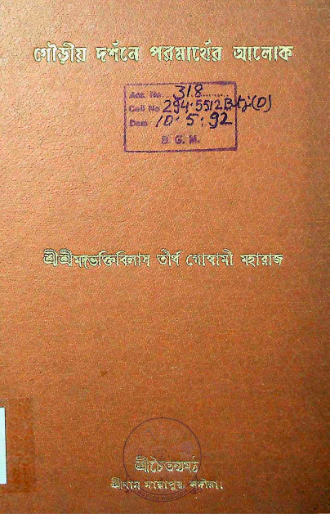 গৌড়ীয় দর্শনে পরমার্থের আলোক
Acc. No. 318
Call No 294.5512
Date 10.5.92
B. G. M.
শ্রীশ্রীমদ্ভক্তিবিলাস তীর্থ গোস্বামী মহারাজ
শ্রীচৈতন্যমঠ
শ্রীধাম মায়াপুর, নদীয়া।